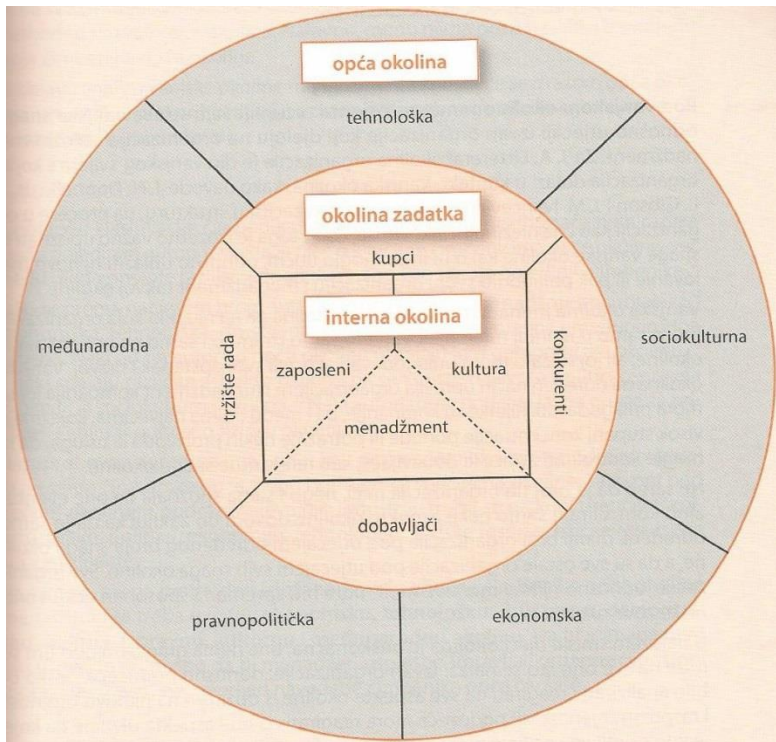 opća okolina
tehnološka
okolina zadatka
kupci
interna okolina
međunarodna
sociokulturna
tržište rada
zaposleni
kultura
konkurenti
menadžment
dobavljači
pravnopolitička
ekonomska